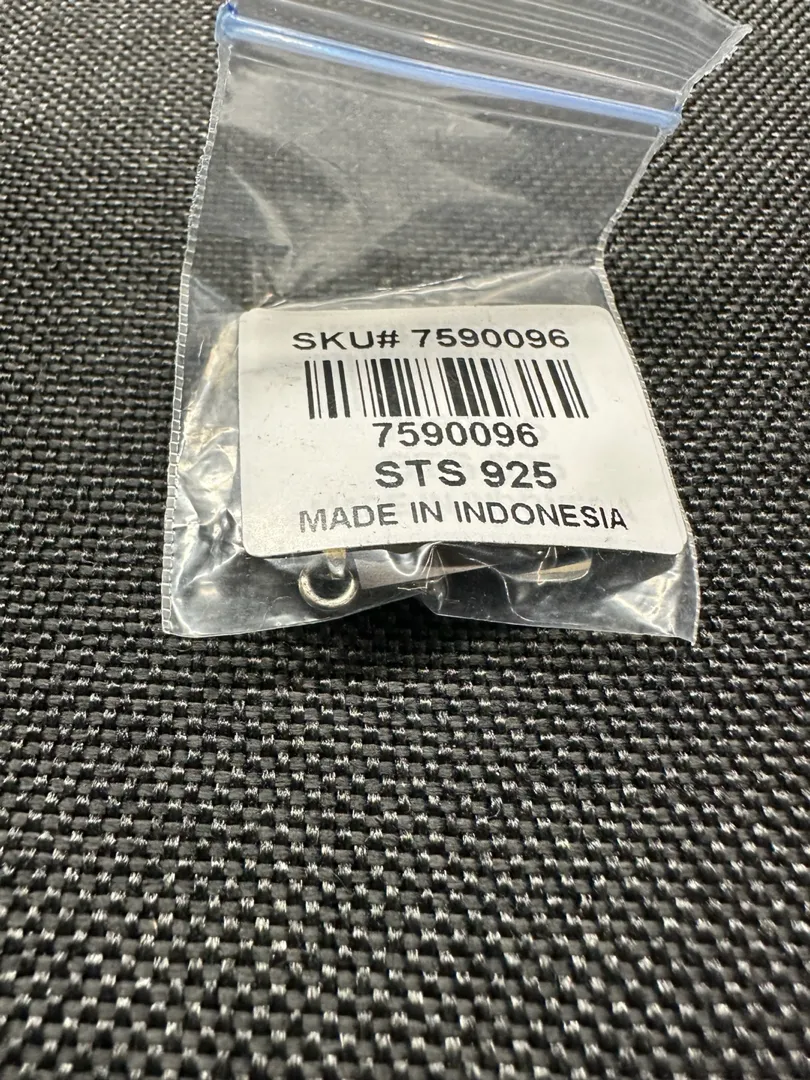 SKU# 7590096
7590096
STS 925
MADE IN INDONESIA